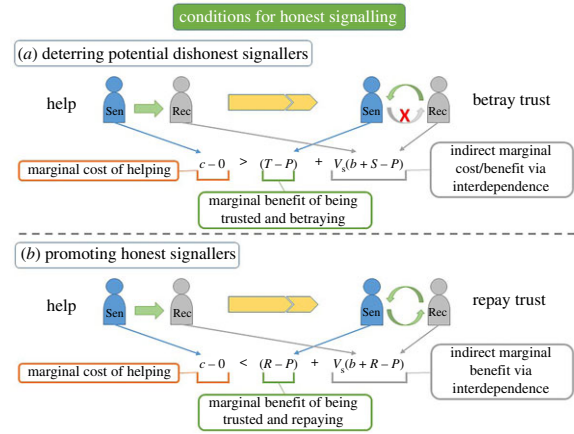 conditions for honest signalling
(a) deterring potential dishonest signallers
help
Sen
Rec
Sen
X
Rec
betray trust
marginal cost of helping
c – 0 > (T – P) + Vs(b + S – P)
indirect marginal
cost/benefit via
interdependence
marginal benefit of being
trusted and betraying
(b) promoting honest signallers
help
Sen
Rec
Sen
Rec
repay trust
marginal cost of helping
c – 0 < (R – P) + Vs(b + R – P)
indirect marginal
benefit via
interdependence
marginal benefit of being
trusted and repaying